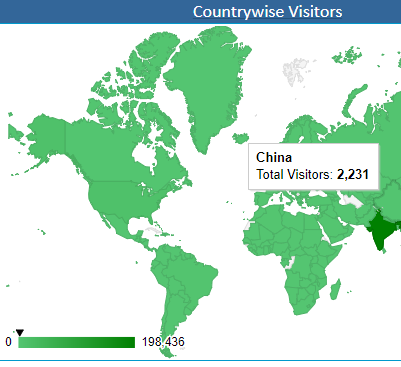 Countrywise Visitors
China
Total Visitors: 2,231
0 198,436